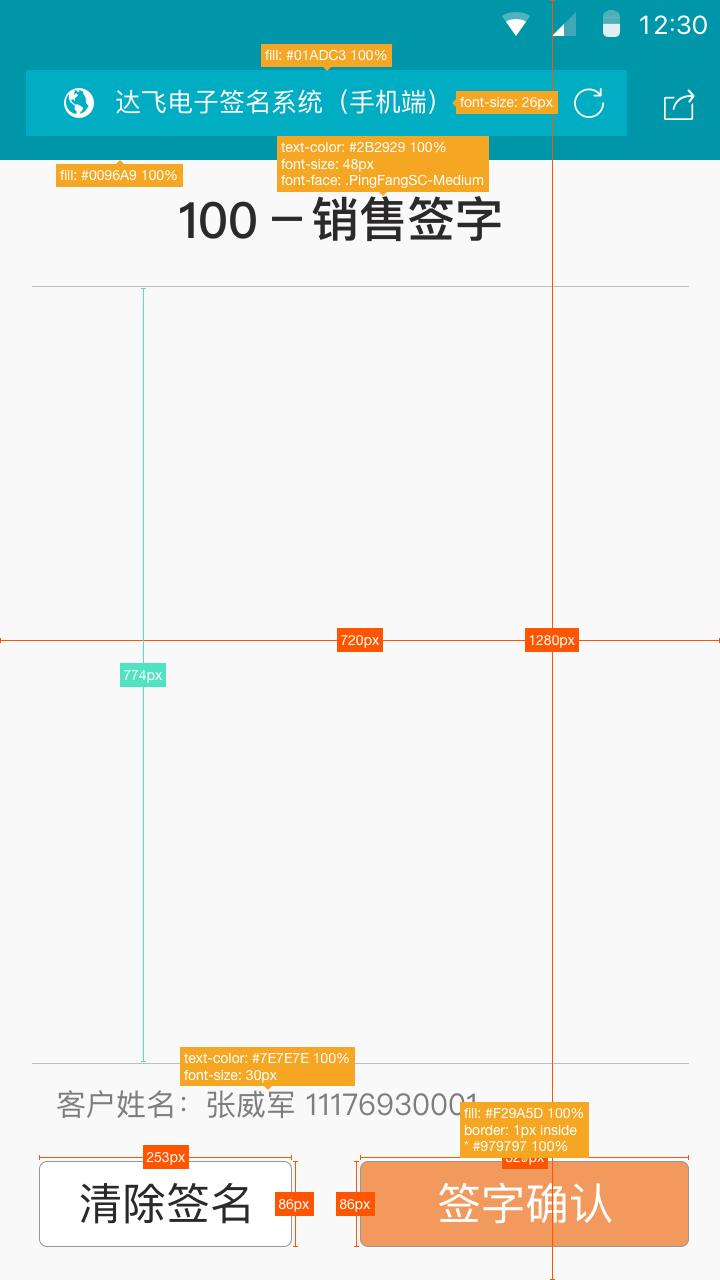 12:30
fill: #01ADC3 100%
达飞电子签名系统（手机端）
font-size: 26px
text-color: #2B2929 100%
font-size: 48px
font-face: .PingFangSC-Medium
fill: #0096A9 100%
100 － 销售签字
720px
1280px
774px
text-color: #7E7E7E 100%
font-size: 30px
客户姓名：张威军 11176930001
fill: #F29A5D 100%
border: 1px inside
* #979797 100%
253px
清除签名
86px
86px
签字确认